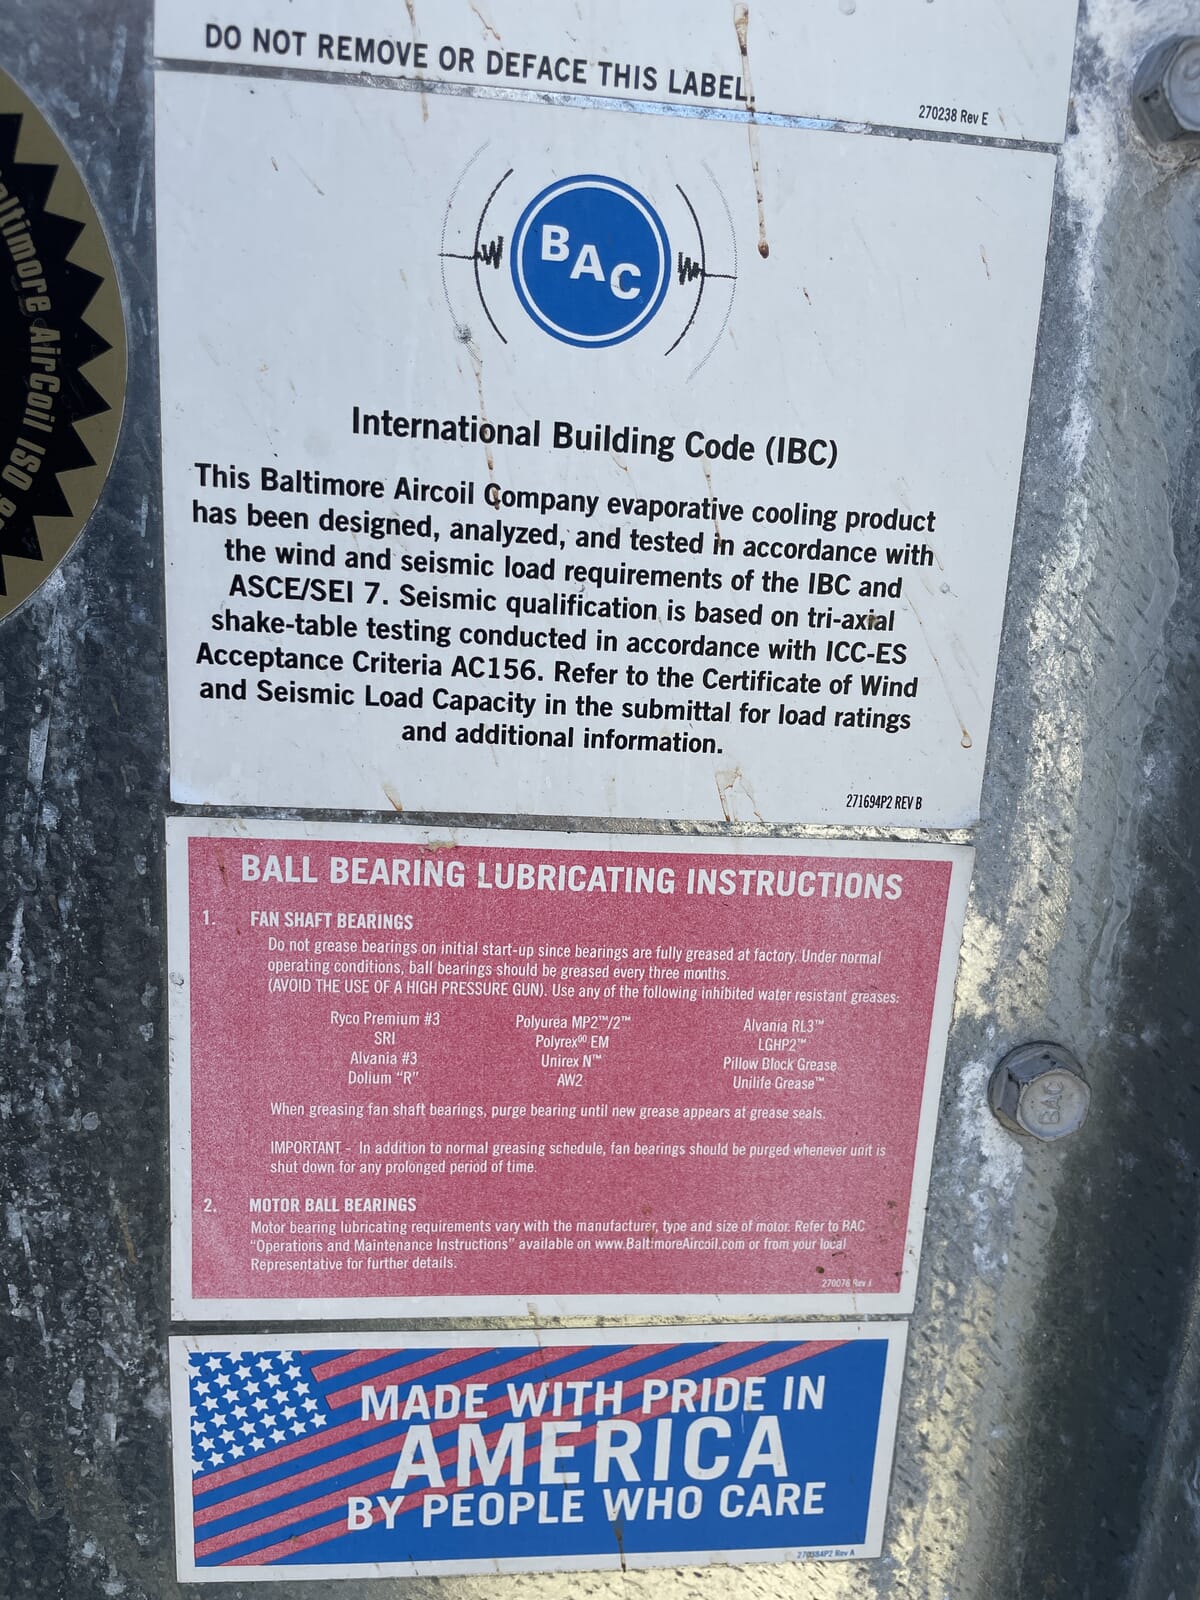 DO NOT REMOVE OR DEFACE THIS LABEL.
270238 Rev E
Baltimore AirCoil ISO
BAC
International Building Code (IBC)
This Baltimore Aircoil Company evaporative cooling product
has been designed, analyzed, and tested in accordance with
the wind and seismic load requirements of the IBC and
ASCE/SEI 7. Seismic qualification is based on tri-axial
shake-table testing conducted in accordance with ICC-ES
Acceptance Criteria AC156. Refer to the Certificate of Wind
and Seismic Load Capacity in the submittal for load ratings
and additional information.
271694P2 REV B
BALL BEARING LUBRICATING INSTRUCTIONS
1. FAN SHAFT BEARINGS
Do not grease bearings on initial start-up since bearings are fully greased at factory. Under normal
operating conditions, ball bearings should be greased every three months.
(AVOID THE USE OF A HIGH PRESSURE GUN). Use any of the following inhibited water resistant greases:
Ryco Premium #3 Polyurea MP2™/2™ Alvania RL3™
SRI Polyrex⁰⁰ EM LGHP2™
Alvania #3 Unirex N™ Pillow Block Grease
Dolium "R" AW2 Unilife Grease™
When greasing fan shaft bearings, purge bearing until new grease appears at grease seals.
IMPORTANT - In addition to normal greasing schedule, fan bearings should be purged whenever unit is
shut down for any prolonged period of time.
2. MOTOR BALL BEARINGS
Motor bearing lubricating requirements vary with the manufacturer, type and size of motor. Refer to BAC
"Operations and Maintenance Instructions" available on www.BaltimoreAircoil.com or from your local
Representative for further details.
270076 Rev
BAC
MADE WITH PRIDE IN
AMERICA
BY PEOPLE WHO CARE
Rev A